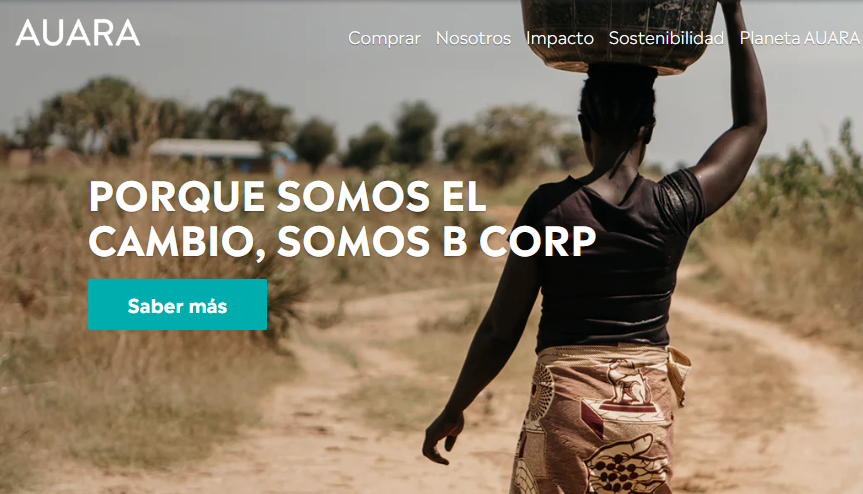 AUARA
Comprar Nosotros Impacto Sostenibilidad Planeta AUARA
PORQUE SOMOS EL
CAMBIO, SOMOS B CORP
Saber más